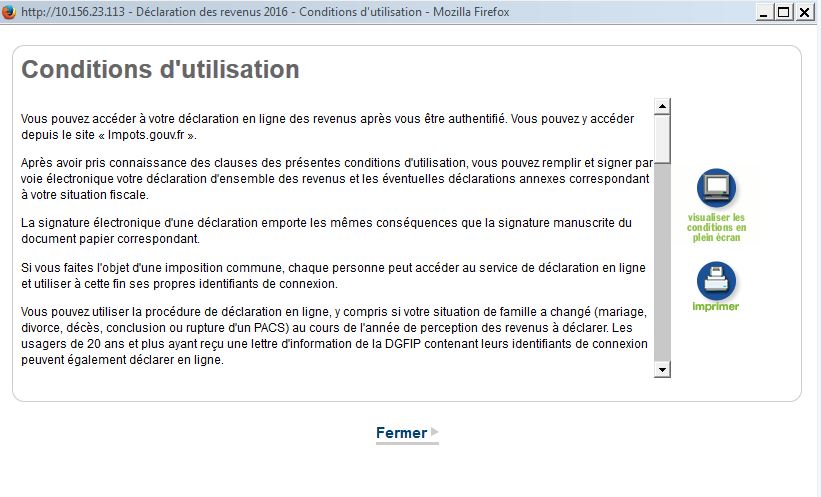 http://10.156.23.113 - Déclaration des revenus 2016 - Conditions d'utilisation - Mozilla Firefox
Conditions d'utilisation
Vous pouvez accéder à votre déclaration en ligne des revenus après vous être authentifié. Vous pouvez y accéder
depuis le site « Impots.gouv.fr ».
Après avoir pris connaissance des clauses des présentes conditions d'utilisation, vous pouvez remplir et signer par
voie électronique votre déclaration d'ensemble des revenus et les éventuelles déclarations annexes correspondant
à votre situation fiscale.
La signature électronique d'une déclaration emporte les mêmes conséquences que la signature manuscrite du
document papier correspondant.
Si vous faites l'objet d'une imposition commune, chaque personne peut accéder au service de déclaration en ligne
et utiliser à cette fin ses propres identifiants de connexion.
Vous pouvez utiliser la procédure de déclaration en ligne, y compris si votre situation de famille a changé (mariage,
divorce, décès, conclusion ou rupture d'un PACS) au cours de l'année de perception des revenus à déclarer. Les
usagers de 20 ans et plus ayant reçu une lettre d'information de la DGFIP contenant leurs identifiants de connexion
peuvent également déclarer en ligne.
visualiser les
conditions en
plein écran
imprimer
Fermer